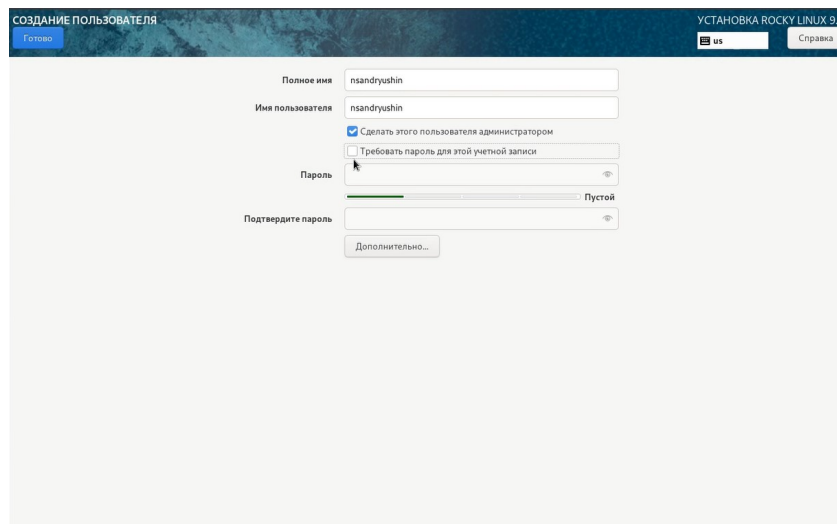 СОЗДАНИЕ ПОЛЬЗОВАТЕЛЯ
УСТАНОВКА ROCKY LINUX 9.
Готово
us
Справка
Полное имя
nsandryushin
Имя пользователя
nsandryushin
Сделать этого пользователя администратором
Требовать пароль для этой учетной записи
Пароль
Пустой
Подтвердите пароль
Дополнительно...